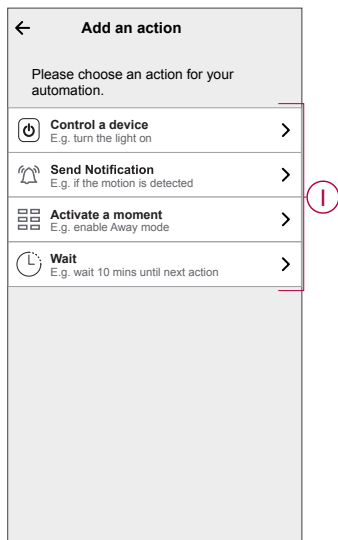 Add an action
Please choose an action for your
automation.
Control a device
E.g. turn the light on
Send Notification
E.g. if the motion is detected
Activate a moment
E.g. enable Away mode
Wait
E.g. wait 10 mins until next action
I